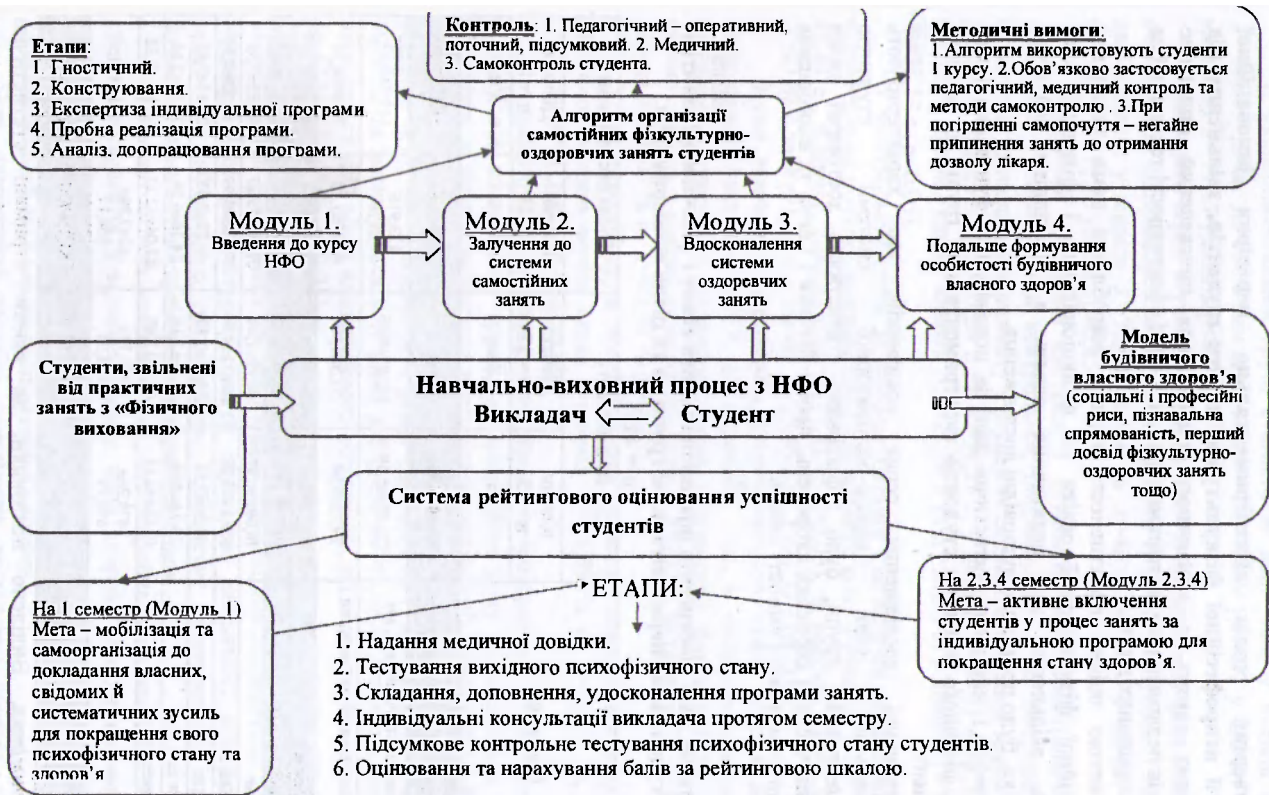 Етапи:
1. Гностичний.
2. Конструювання.
3. Експертиза індивідуальної програми
4. Пробна реалізація програми.
5. Аналіз, доопрацювання програми.
Контроль: 1. Педагогічний – оперативний,
поточний, підсумковий. 2. Медичний.
3. Самоконтроль студента.
Методичні вимоги:
1.Алгоритм використовують студенти
1 курсу. 2.Обов’язково застосовується
педагогічний, медичний контроль та
методи самоконтролю . 3.При
погіршенні самопочуття – негайне
припинення занять до отримання
дозволу лікаря.
Алгоритм організації
самостійних фізкультурно-
оздоровчих занять студентів
Модуль 1.
Введення до курсу
НФО
Модуль 2.
Залучення до
системи
самостійних
занять
Модуль 3.
Вдосконалення
системи
оздоревчих
занять
Модуль 4.
Подальше формування
особистості будівничого
власного здоров’я
Студенти, звільнені
від практичних
занять з «Фізичного
виховання»
Навчально-виховний процес з НФО
Викладач Студент
Модель
будівничого
власного здоров’я
(соціальні і професійні
риси, пізнавальна
спрямованість, перший
досвід фізкультурно-
оздоровчих занять
тощо)
Система рейтингового оцінювання успішності
студентів
На 1 семестр (Модуль 1)
Мета – мобілізація та
самоорганізація до
докладання власних,
свідомих й
систематичних зусиль
для покращення свого
психофізичного стану та
здоров’я
ЕТАПИ:
1. Надання медичної довідки.
2. Тестування вихідного психофізичного стану.
3. Складання, доповнення, удосконалення програми занять.
4. Індивідуальні консультації викладача протягом семестру.
5. Підсумкове контрольне тестування психофізичного стану студентів.
6. Оцінювання та нарахування балів за рейтинговою шкалою.
На 2,3,4 семестр (Модуль 2.3.4)
Мета – активне включення
студентів у процес занять за
індивідуальною програмою для
покращення стану здоров’я.